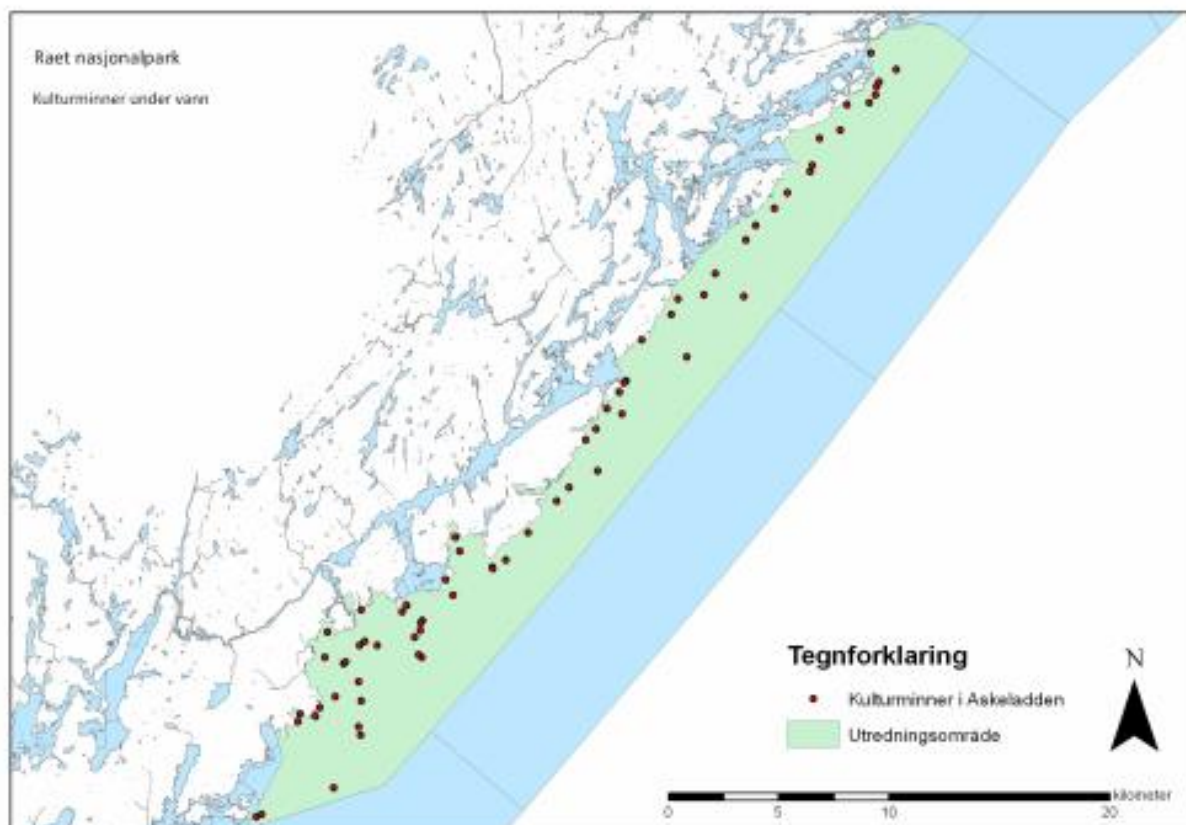 Raet nasjonalpark
Kulturminner under vann
Tegnforklaring
Kulturminner i Askeladden
Utredningsområde
N
kilometer
0 5 10 20